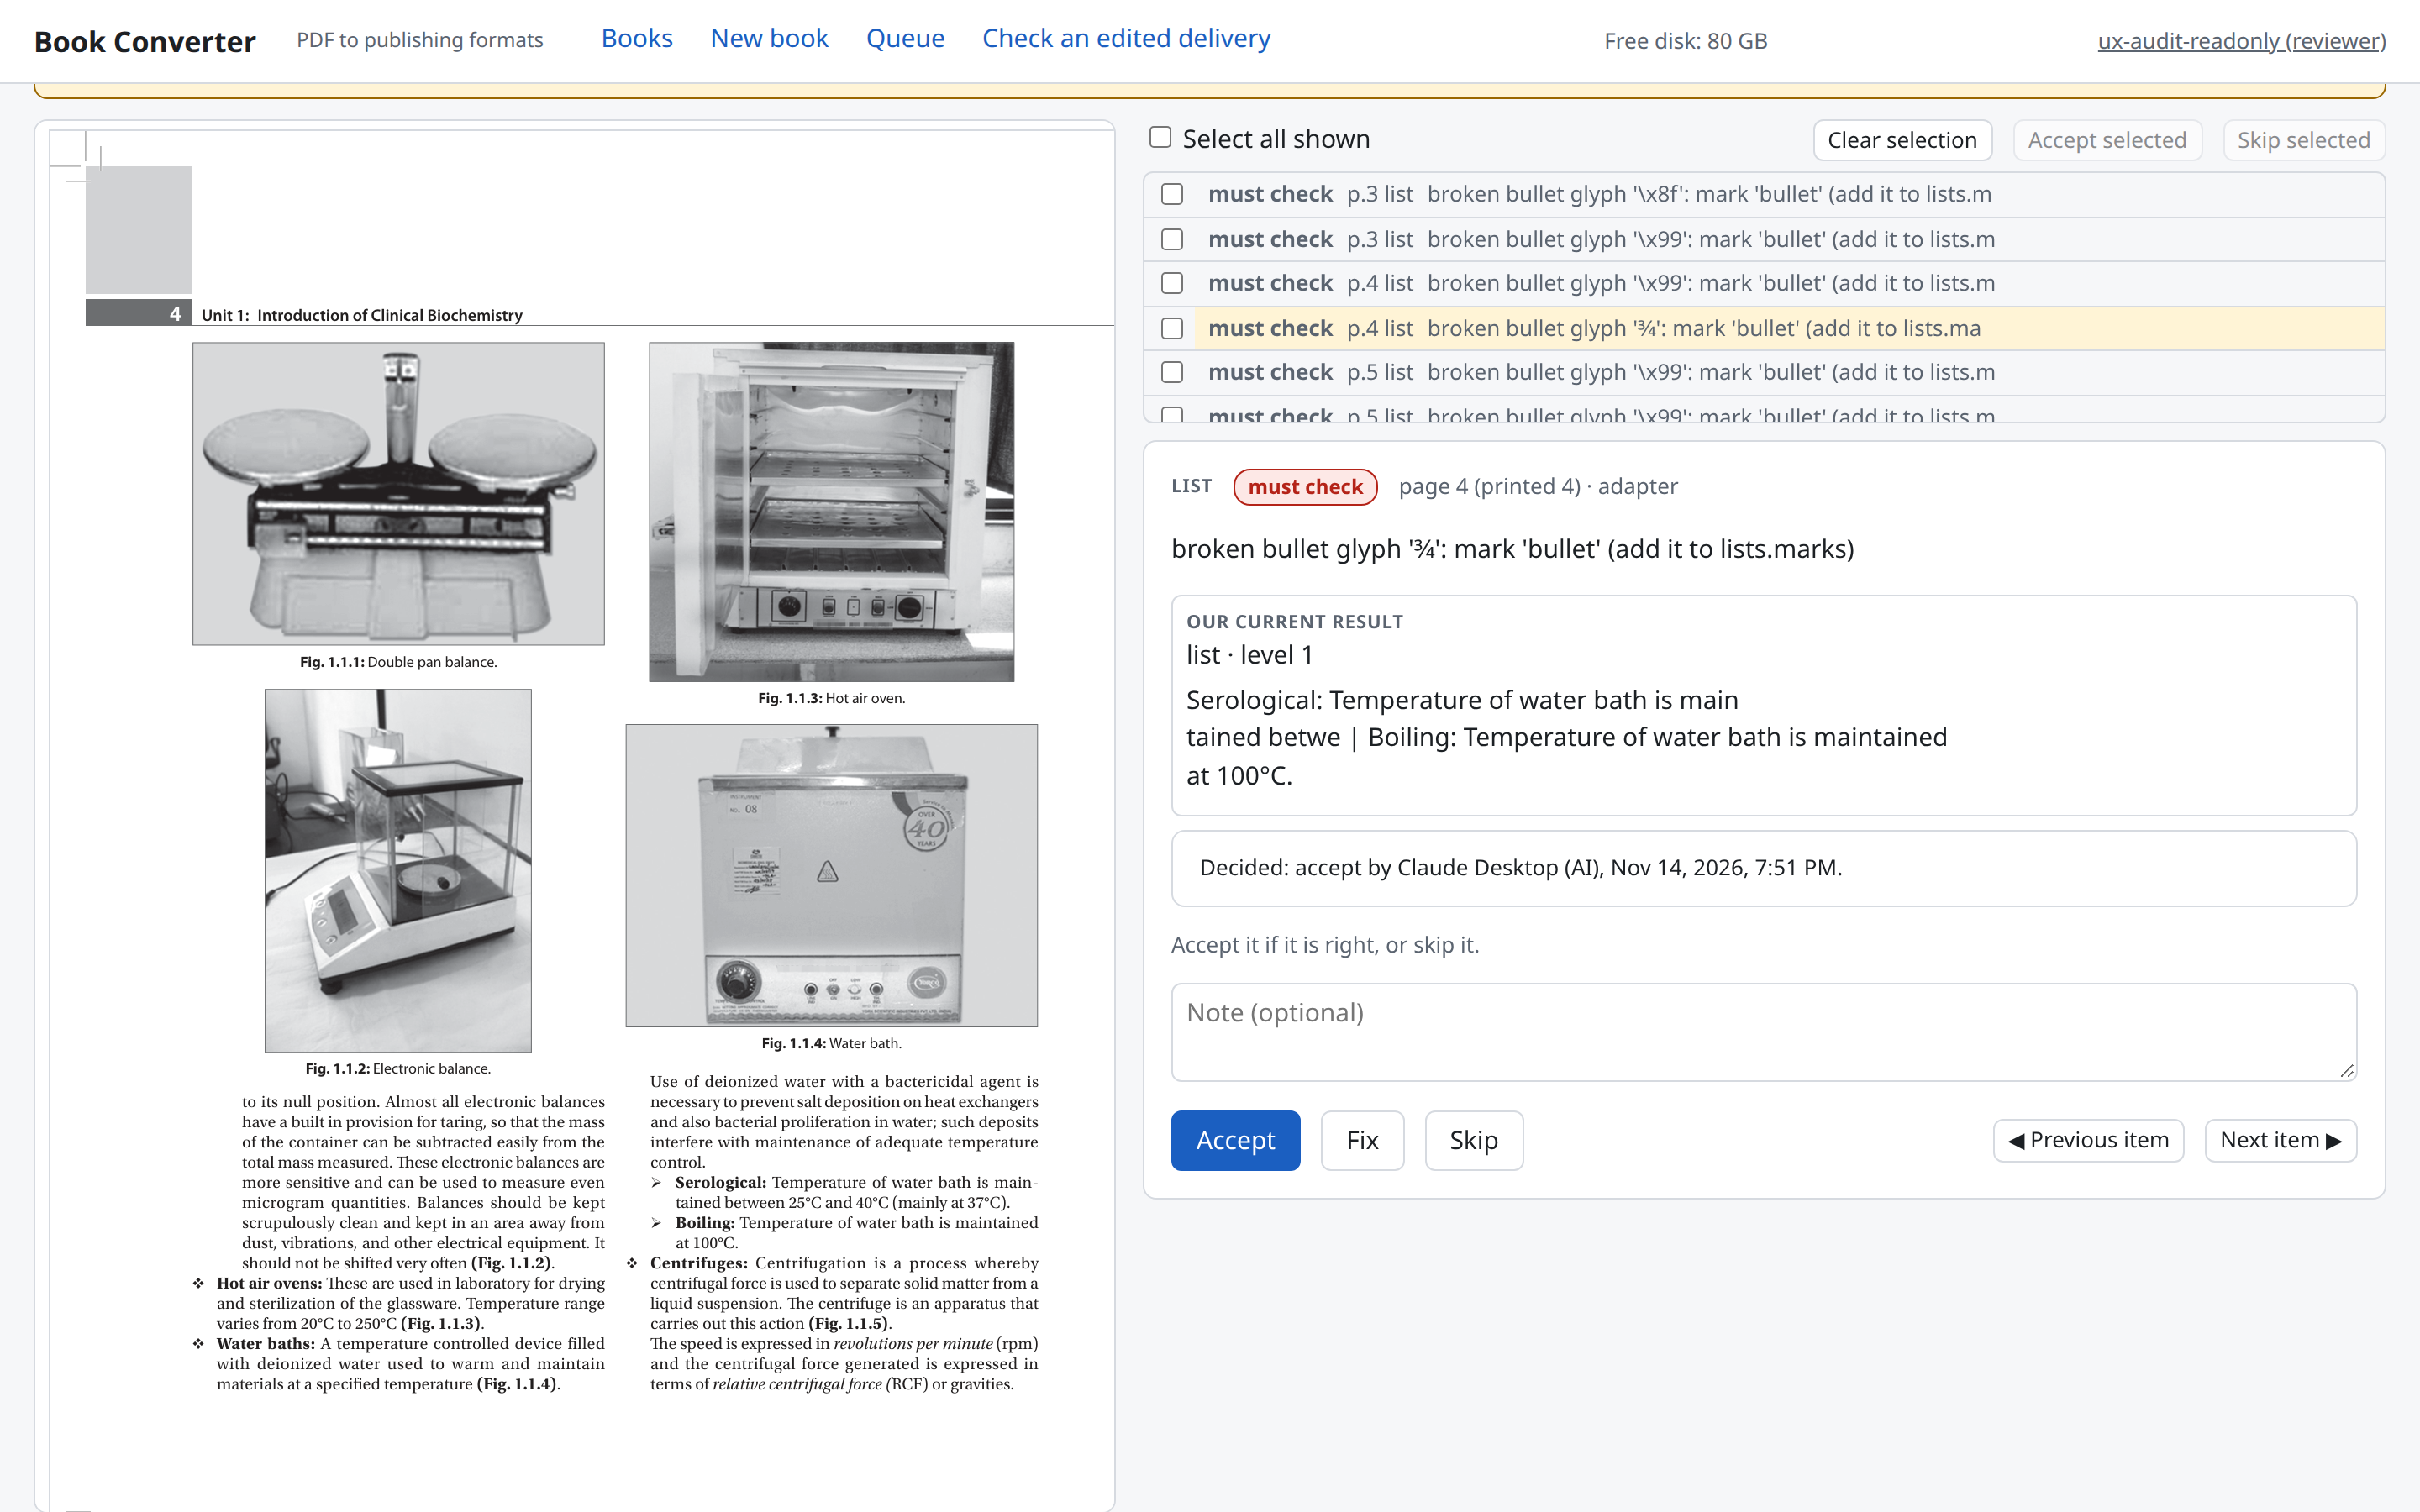 Book Converter PDF to publishing formats Books New book Queue Check an edited delivery Free disk: 80 GB ux-audit-readonly (reviewer)
4 Unit 1: Introduction of Clinical Biochemistry
Fig. 1.1.1: Double pan balance.
Fig. 1.1.2: Electronic balance.
to its null position. Almost all electronic balances
have a built in provision for taring, so that the mass
of the container can be subtracted easily from the
total mass measured. These electronic balances are
more sensitive and can be used to measure even
microgram quantities. Balances should be kept
scrupulously clean and kept in an area away from
dust, vibrations, and other electrical equipment. It
should not be shifted very often (Fig. 1.1.2).
❖ Hot air ovens: These are used in laboratory for drying
and sterilization of the glassware. Temperature range
varies from 20°C to 250°C (Fig. 1.1.3).
❖ Water baths: A temperature controlled device filled
with deionized water used to warm and maintain
materials at a specified temperature (Fig. 1.1.4).
Fig. 1.1.3: Hot air oven.
INSTRUMENT
NO. 08
OVER
40
YEARS
Fig. 1.1.4: Water bath.
Use of deionized water with a bactericidal agent is
necessary to prevent salt deposition on heat exchangers
and also bacterial proliferation in water; such deposits
interfere with maintenance of adequate temperature
control.
➢ Serological: Temperature of water bath is main-
tained between 25°C and 40°C (mainly at 37°C).
➢ Boiling: Temperature of water bath is maintained
at 100°C.
❖ Centrifuges: Centrifugation is a process whereby
centrifugal force is used to separate solid matter from a
liquid suspension. The centrifuge is an apparatus that
carries out this action (Fig. 1.1.5).
The speed is expressed in revolutions per minute (rpm)
and the centrifugal force generated is expressed in
terms of relative centrifugal force (RCF) or gravities.
Select all shown Clear selection Accept selected Skip selected
must check p.3 list broken bullet glyph '\x8f': mark 'bullet' (add it to lists.m
must check p.3 list broken bullet glyph '\x99': mark 'bullet' (add it to lists.m
must check p.4 list broken bullet glyph '\x99': mark 'bullet' (add it to lists.m
must check p.4 list broken bullet glyph '¾': mark 'bullet' (add it to lists.ma
must check p.5 list broken bullet glyph '\x99': mark 'bullet' (add it to lists.m
must check p.5 list broken bullet glyph '\x99': mark 'bullet' (add it to lists.m
LIST must check page 4 (printed 4) · adapter
broken bullet glyph '¾': mark 'bullet' (add it to lists.marks)
OUR CURRENT RESULT
list · level 1
Serological: Temperature of water bath is main
tained betwe | Boiling: Temperature of water bath is maintained
at 100°C.
Decided: accept by Claude Desktop (AI), Nov 14, 2026, 7:51 PM.
Accept it if it is right, or skip it.
Note (optional)
Accept Fix Skip ◀ Previous item Next item ▶